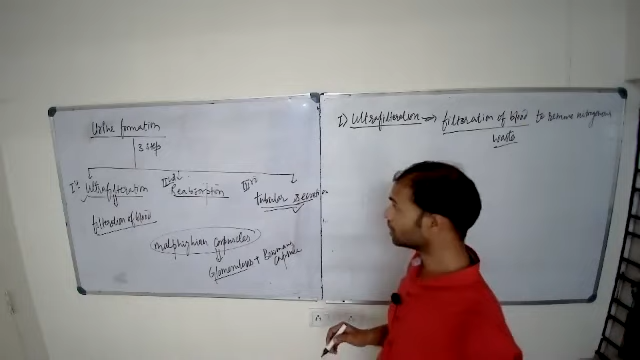 Urine formation
3 step
Ist Ultrafiltration
filteration of blood
IInd Reabsorption
IIIrd tubular secretion
malphighian corpuscles
Glomerulous + Bowman's
capsule
I) Ultrafilteration → filteration of blood to remove nitrogenous
waste